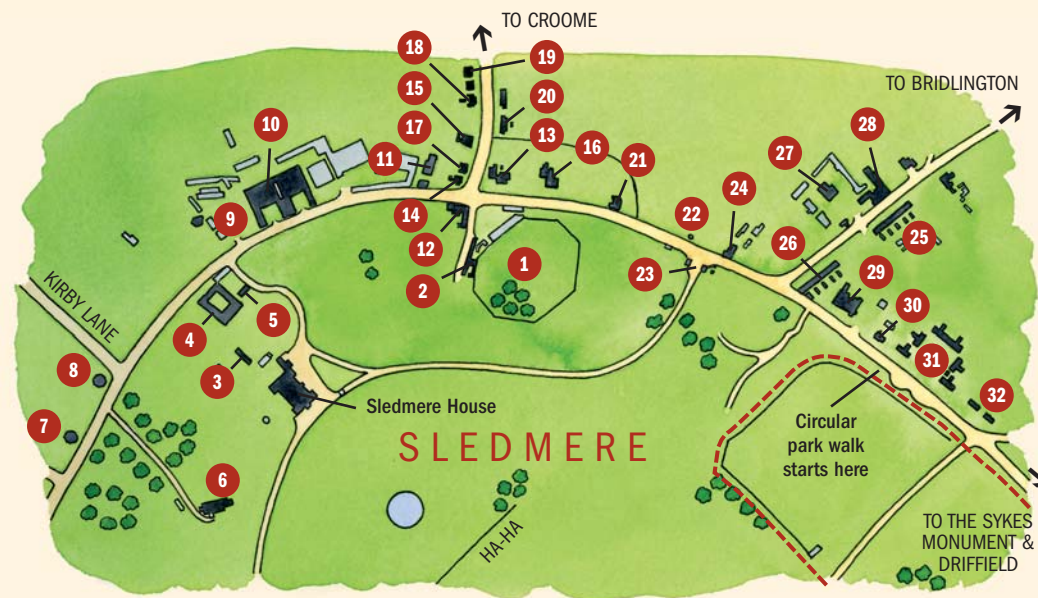 TO CROOME
18
19
15
20
TO BRIDLINGTON
10
17
13
16
21
28
11
27
9
14
12
22
24
25
2
1
23
26
29
KIRBY LANE
4
5
30
8
3
31
Sledmere House
32
7
SLEDMERE
Circular
park walk
starts here
6
HA-HA
TO THE SYKES
MONUMENT &
DRIFFIELD